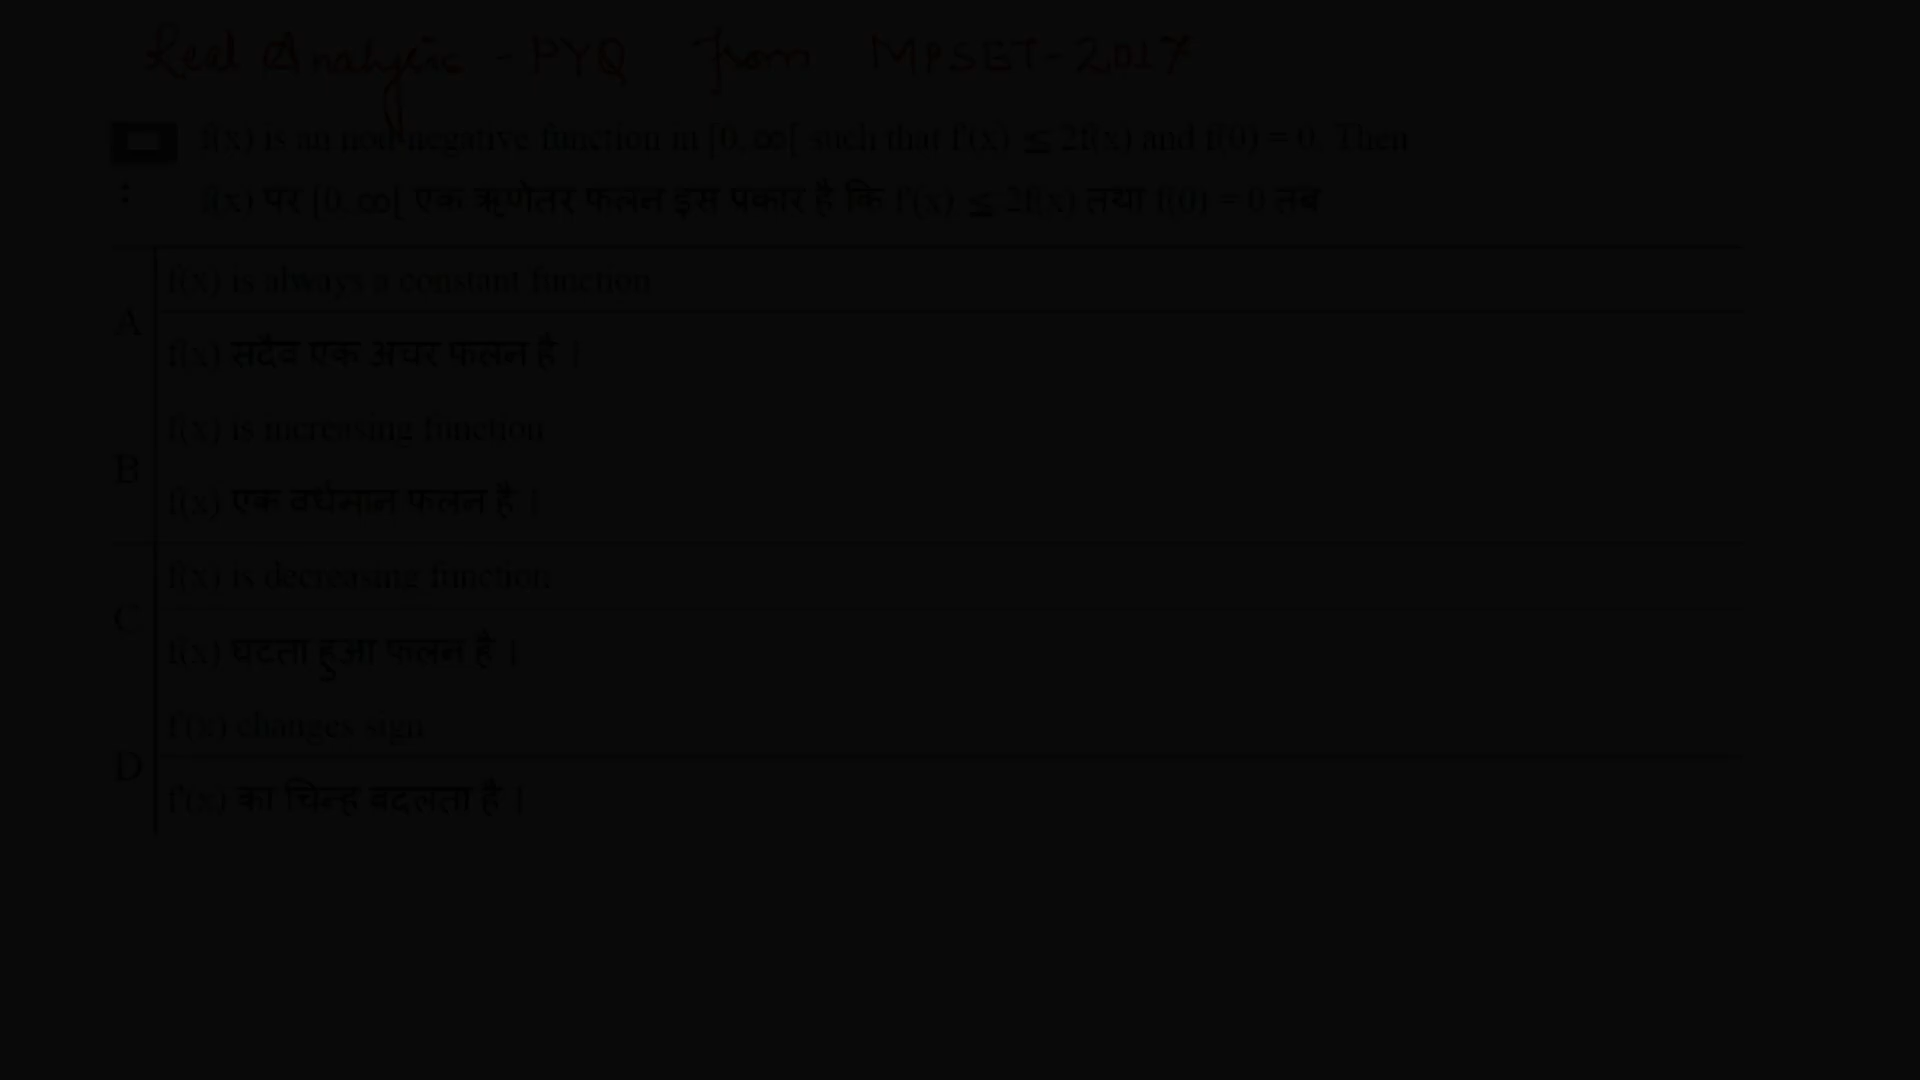 Real Analysis - PYQ from MPSET-2017
f(x) is an non-negative function in [0, ∞[ such that f'(x) ≤ 2f(x) and f(0) = 0. Then
: f(x) पर [0, ∞[ एक ऋणेतर फलन इस प्रकार है कि f'(x) ≤ 2f(x) तथा f(0) = 0 तब
f(x) is always a constant function
A
f(x) सदैव एक अचर फलन है ।
f(x) is increasing function
B
f(x) एक वर्धमान फलन है ।
f(x) is decreasing function
C
f(x) घटता हुआ फलन है ।
f'(x) changes sign
D
f'(x) का चिन्ह बदलता है ।